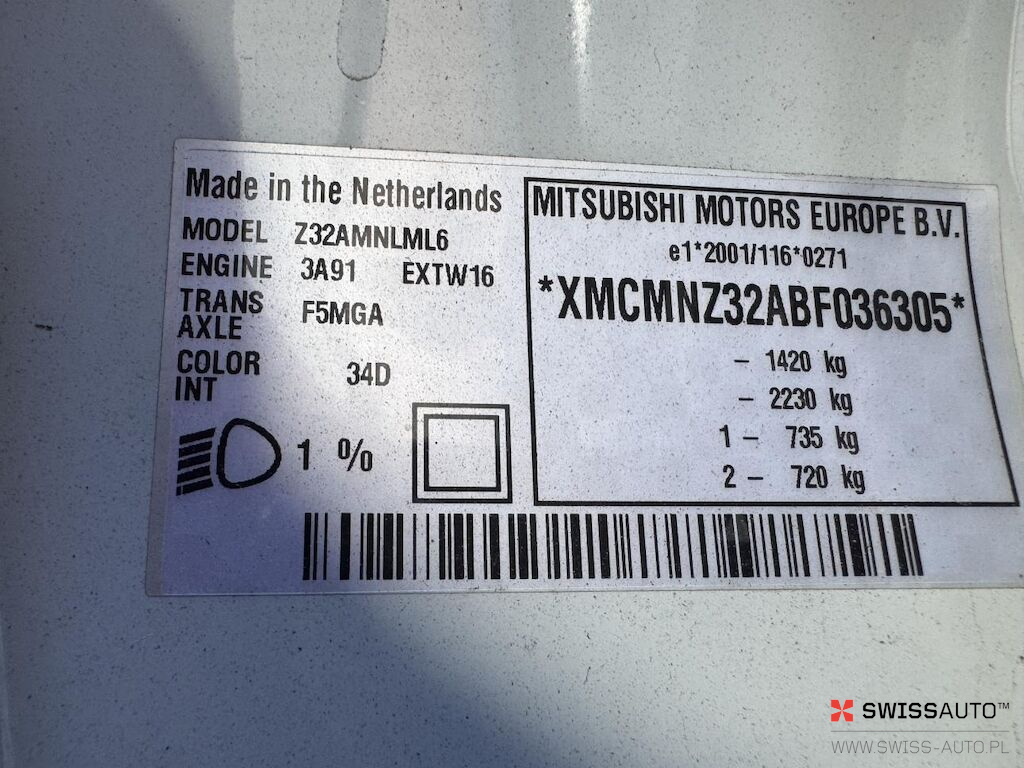 Made in the Netherlands
MODEL Z32AMNLML6
ENGINE 3A91 EXTW16
TRANS
AXLE F5MGA
COLOR
INT 34D
1 %
MITSUBISHI MOTORS EUROPE B.V.
e1*2001/116*0271
*XMCMNZ32ABF036305*
- 1420 kg
- 2230 kg
1 - 735 kg
2 - 720 kg
SWISSAUTO™
WWW.SWISS-AUTO.PL